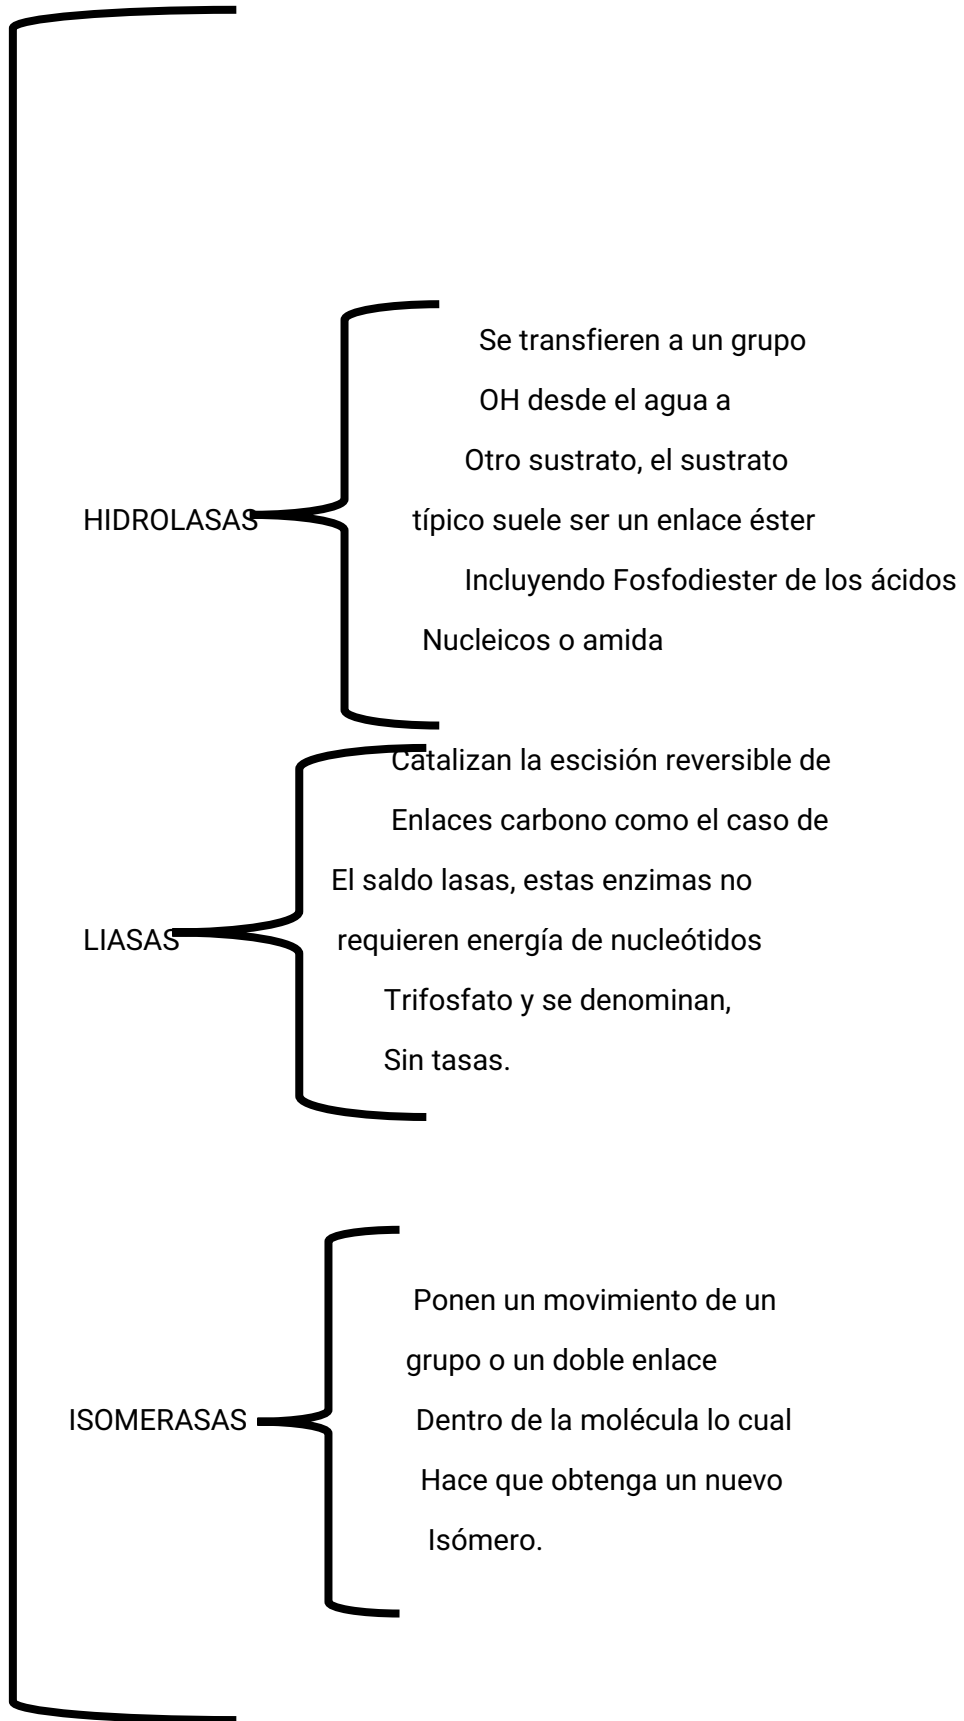 Se transfieren a un grupo
OH desde el agua a
Otro sustrato, el sustrato
HIDROLASAS típico suele ser un enlace éster
Incluyendo Fosfodiester de los ácidos
Nucleicos o amida
Catalizan la escisión reversible de
Enlaces carbono como el caso de
El saldo lasas, estas enzimas no
LIASAS requieren energía de nucleótidos
Trifosfato y se denominan,
Sin tasas.
Ponen un movimiento de un
grupo o un doble enlace
ISOMERASAS Dentro de la molécula lo cual
Hace que obtenga un nuevo
Isómero.